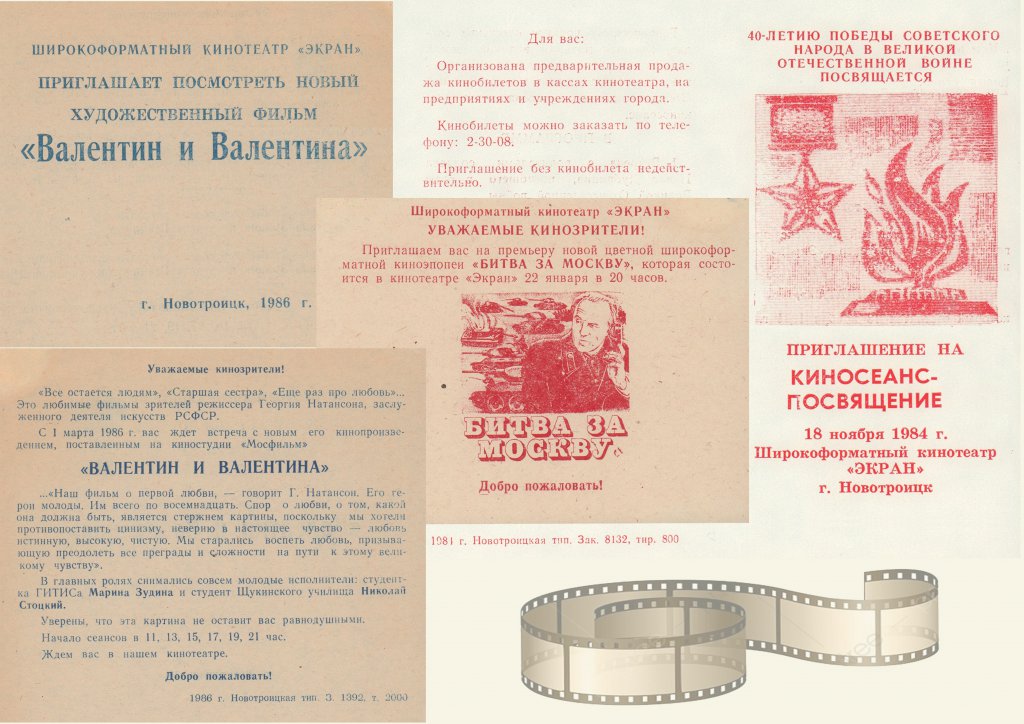 ШИРОКОФОРМАТНЫЙ КИНОТЕАТР «ЭКРАН»
ПРИГЛАШАЕТ ПОСМОТРЕТЬ НОВЫЙ
ХУДОЖЕСТВЕННЫЙ ФИЛЬМ
«Валентин и Валентина»
г. Новотроицк, 1986 г.
Для вас:
Организована предварительная прода-
жа кинобилетов в кассах кинотеатра, на
предприятиях и учреждениях города.
Кинобилеты можно заказать по теле-
фону: 2-30-08.
Приглашение без кинобилета недейст-
вительно.
40-ЛЕТИЮ ПОБЕДЫ СОВЕТСКОГО
НАРОДА В ВЕЛИКОЙ
ОТЕЧЕСТВЕННОЙ ВОЙНЕ
ПОСВЯЩАЕТСЯ
ПРИГЛАШЕНИЕ НА
КИНОСЕАНС-
ПОСВЯЩЕНИЕ
18 ноября 1984 г.
Широкоформатный кинотеатр
«ЭКРАН»
г. Новотроицк
Широкоформатный кинотеатр «ЭКРАН»
УВАЖАЕМЫЕ КИНОЗРИТЕЛИ!
Приглашаем вас на премьеру новой цветной широкофор-
матной киноэпопеи «БИТВА ЗА МОСКВУ», которая состо-
ится в кинотеатре «Экран» 22 января в 20 часов.
БИТВА ЗА
МОСКВУ
Добро пожаловать!
1984 г. Новотроицкая тип. Зак. 8132, тир. 800
Уважаемые кинозрители!
«Все остается людям», «Старшая сестра», «Еще раз про любовь»...
Это любимые фильмы зрителей режиссера Георгия Натансона, заслу-
женного деятеля искусств РСФСР.
С 1 марта 1986 г. вас ждет встреча с новым его кинопроизве-
дением, поставленным на киностудии «Мосфильм»
«ВАЛЕНТИН И ВАЛЕНТИНА»
...«Наш фильм о первой любви, — говорит Г. Натансон. Его ге-
рои молоды. Им всего по восемнадцати. Спор о любви, о том, какой
она должна быть, является стержнем картины, поскольку мы хотели
противопоставить цинизму, неверию в настоящее чувство — любовь
истинную, высокую, чистую. Мы старались воспеть любовь, призыва-
ющую преодолеть все преграды и сложности на пути к этому вели-
кому чувству».
В главных ролях снимались совсем молодые исполнители: студент-
ка ГИТИСа Марина Зудина и студент Щукинского училища Николай
Стоцкий.
Уверены, что эта картина не оставит вас равнодушными.
Начало сеансов в 11, 13, 15, 17, 19, 21 час.
Ждем вас в нашем кинотеатре.
Добро пожаловать!
1986 г. Новотроицкая тип. З. 1392, т. 2000